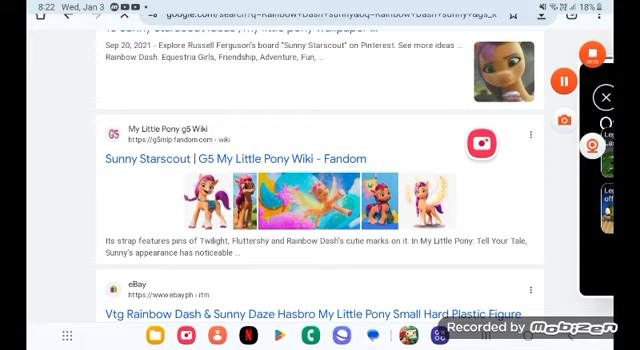 8:22 Wed, Jan 3
18%
Sep 20, 2021 - Explore Russell Ferguson's board "Sunny Starscout" on Pinterest. See more ideas ...
Rainbow Dash. Equestria Girls, Friendship, Adventure, Fun, ...
G5
My Little Pony g5 Wiki
https://g5mlp.fandom.com › wiki
Sunny Starscout | G5 My Little Pony Wiki - Fandom
Its strap features pins of Twilight, Fluttershy and Rainbow Dash's cutie marks on it. In My Little Pony: Tell Your Tale,
Sunny's appearance has noticeable ...
eBay
https://www.ebay.ph › itm
Vtg Rainbow Dash & Sunny Daze Hasbro My Little Pony Small Hard Plastic Figure
Recorded by Mobizen